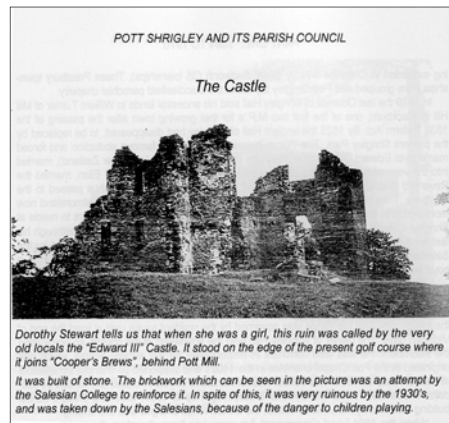 POTT SHRIGLEY AND ITS PARISH COUNCIL
The Castle
Dorothy Stewart tells us that when she was a girl, this ruin was called by the very
old locals the “Edward III” Castle. It stood on the edge of the present golf course where
it joins “Cooper's Brews”, behind Pott Mill.
It was built of stone. The brickwork which can be seen in the picture was an attempt by
the Salesian College to reinforce it. In spite of this, it was very ruinous by the 1930's,
and was taken down by the Salesians, because of the danger to children playing.